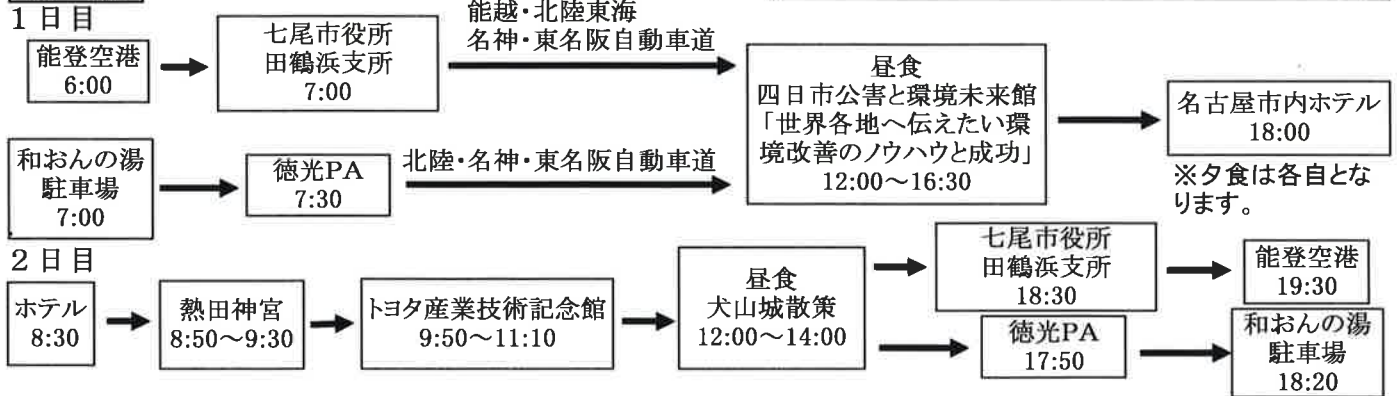 1日目
能登空港
6:00
七尾市役所
田鶴浜支所
7:00
能越・北陸東海
名神・東名阪自動車道
和おんの湯
駐車場
7:00
徳光PA
7:30
北陸・名神・東名阪自動車道
昼食
四日市公害と環境未来館
「世界各地へ伝えたい環
境改善のノウハウと成功」
12:00～16:30
名古屋市内ホテル
18:00
※夕食は各自とな
ります。
2日目
ホテル
8:30
熱田神宮
8:50～9:30
トヨタ産業技術記念館
9:50～11:10
昼食
犬山城散策
12:00～14:00
七尾市役所
田鶴浜支所
18:30
能登空港
19:30
徳光PA
17:50
和おんの湯
駐車場
18:20